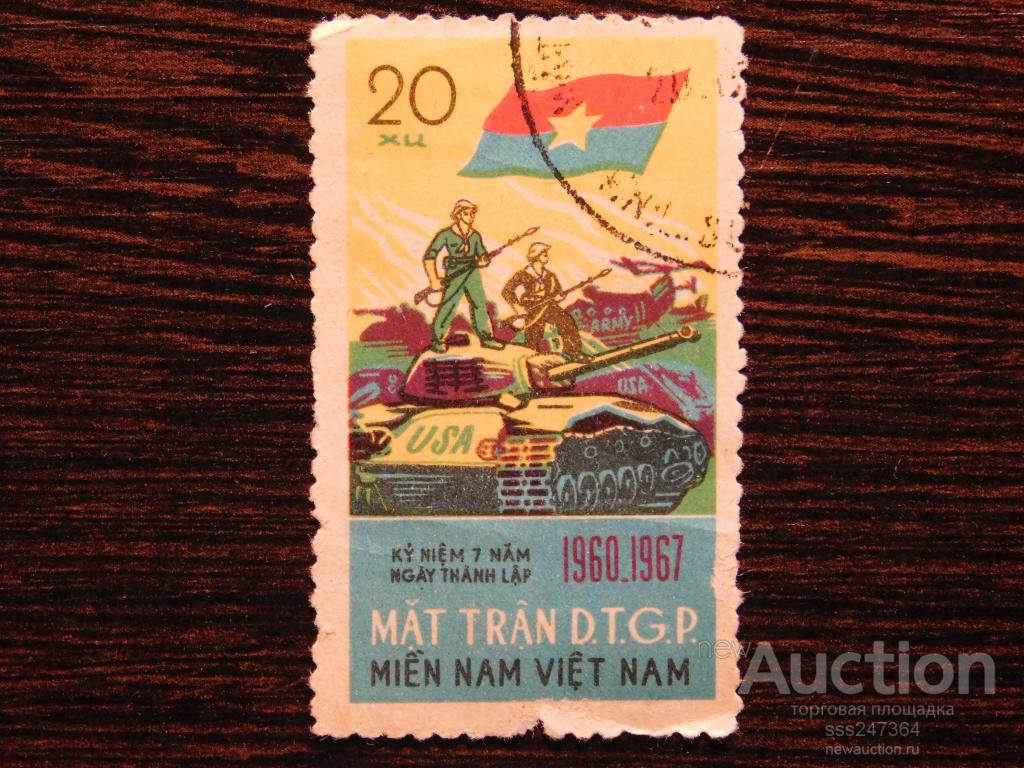 20
XU
ARMY
USA
USA
KỶ NIỆM 7 NĂM
NGÀY THÀNH LẬP
1960_1967
MẶT TRẬN D.T.G.P.
MIỀN NAM VIỆT NAM
newAuction
торговая площадка
sss247364
newauction.ru